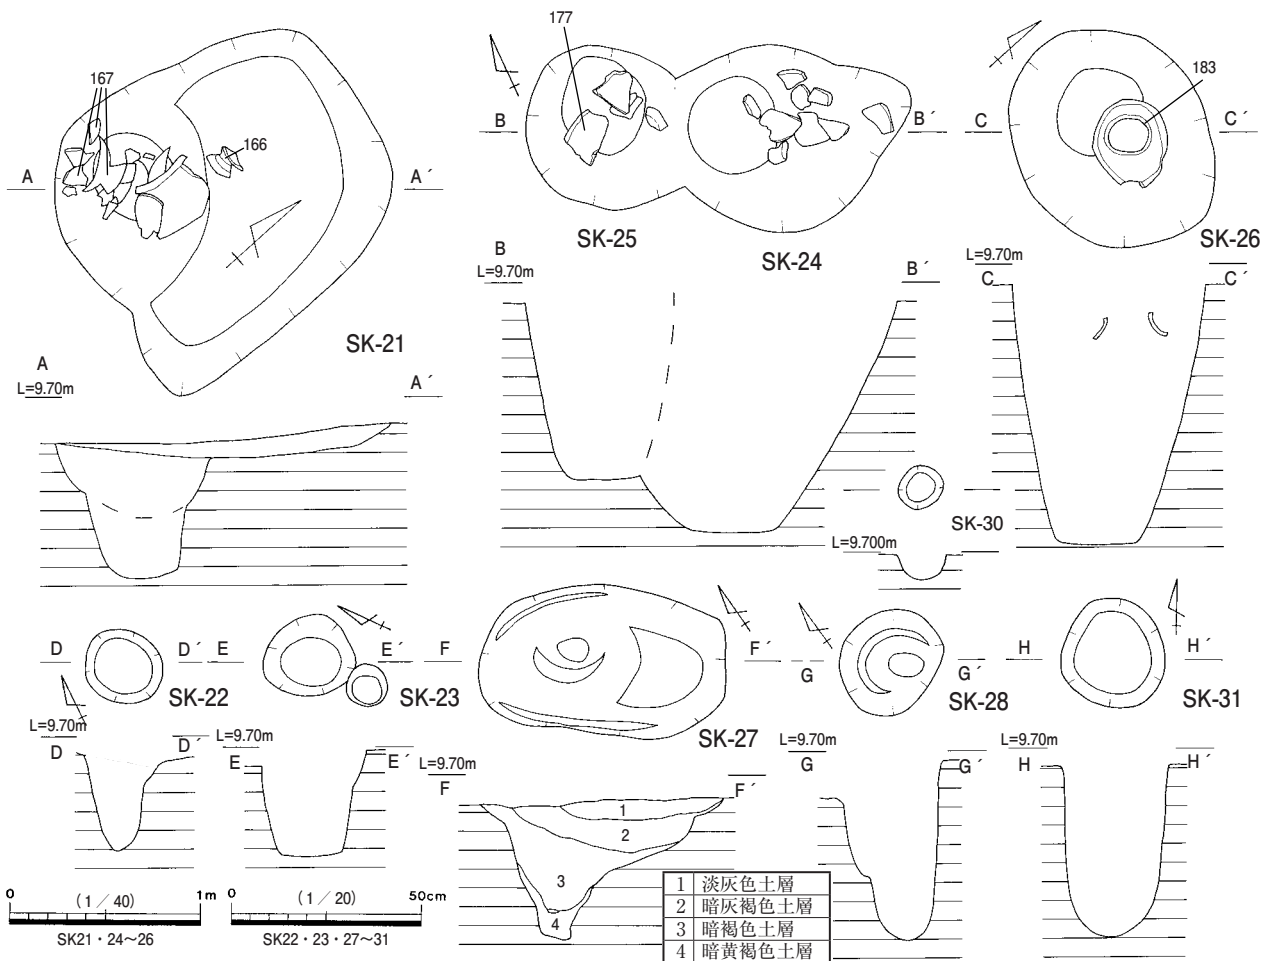 177
183
167
166
A
A´
B
B´
C
C´
SK-21
SK-25
SK-24
SK-26
A
L=9.70m
A´
B
L=9.70m
B´
L=9.70m
C
C´
SK-30
L=9.700m
D
D´
SK-22
E
E´
SK-23
F
F´
SK-27
G
G´
SK-28
H
H´
SK-31
L=9.70m
D
D´
L=9.70m
E
E´
L=9.70m
F
F´
1
2
3
4
L=9.70m
G
G´
L=9.70m
H
H´
0 (1/40) 1m
SK21・24〜26
0 (1/20) 50cm
SK22・23・27〜31
1 淡灰色土層
2 暗灰褐色土層
3 暗褐色土層
4 暗黄褐色土層